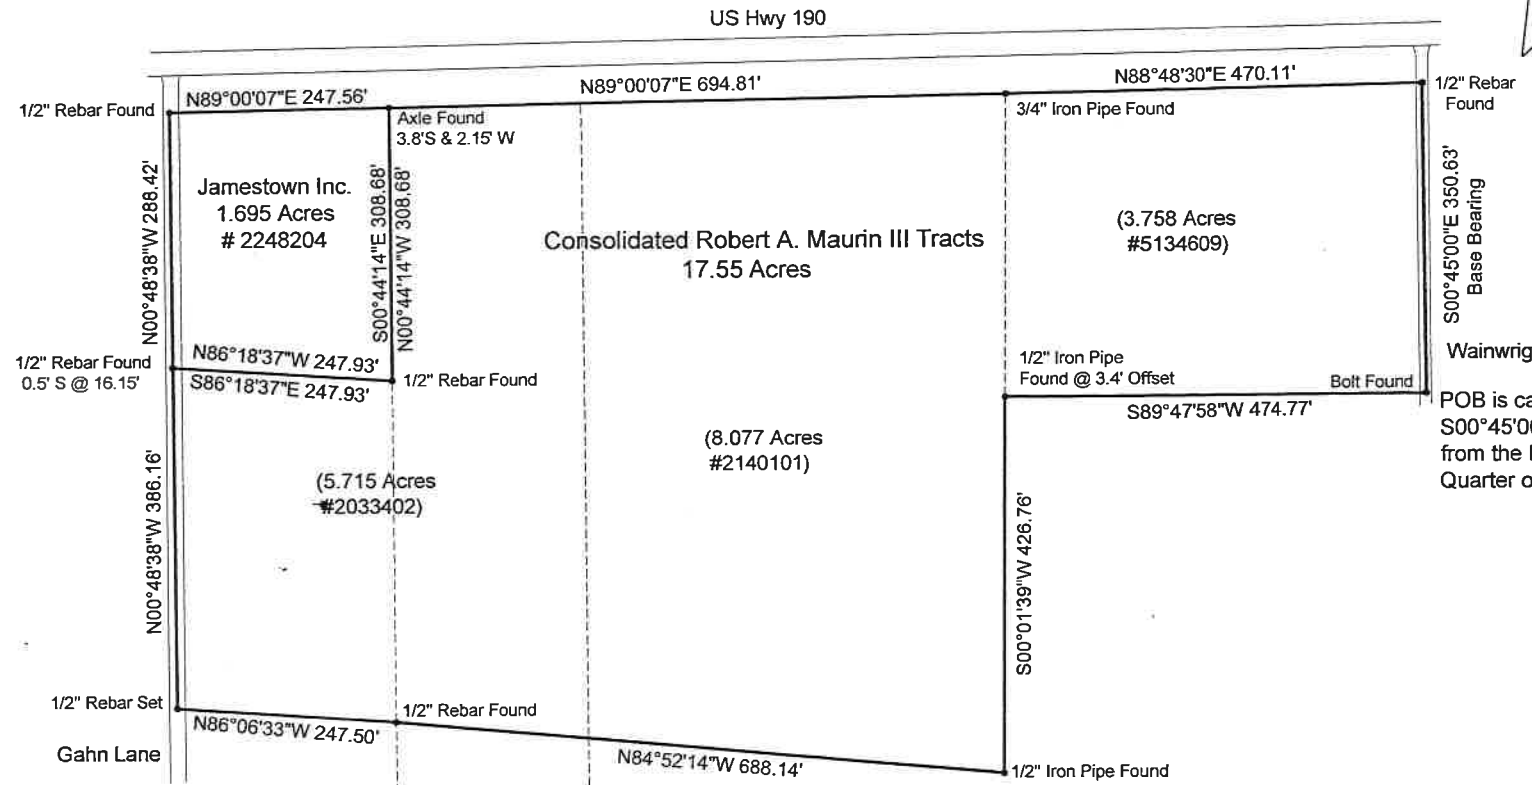 US Hwy 190
N89°00'07"E 247.56'
N89°00'07"E 694.81'
N88°48'30"E 470.11'
1/2" Rebar Found
Axle Found
3.8'S & 2.15' W
3/4" Iron Pipe Found
1/2" Rebar
Found
N00°48'38"W 288.42'
Jamestown Inc.
1.695 Acres
# 2248204
S00°44'14"E 308.68'
N00°44'14"W 308.68'
Consolidated Robert A. Maurin III Tracts
17.55 Acres
(3.758 Acres
#5134609)
S00°45'00"E 350.63'
Base Bearing
1/2" Rebar Found
0.5' S @ 16.15'
N86°18'37"W 247.93'
S86°18'37"E 247.93'
1/2" Rebar Found
1/2" Iron Pipe
Found @ 3.4' Offset
Bolt Found
S89°47'58"W 474.77'
Wainwrig
POB is ca
S00°45'0
from the
Quarter o
(8.077 Acres
#2140101)
(5.715 Acres
#2033402)
N00°48'38"W 386.16'
S00°01'39"W 426.76'
1/2" Rebar Set
N86°06'33"W 247.50'
1/2" Rebar Found
N84°52'14"W 688.14'
1/2" Iron Pipe Found
Gahn Lane